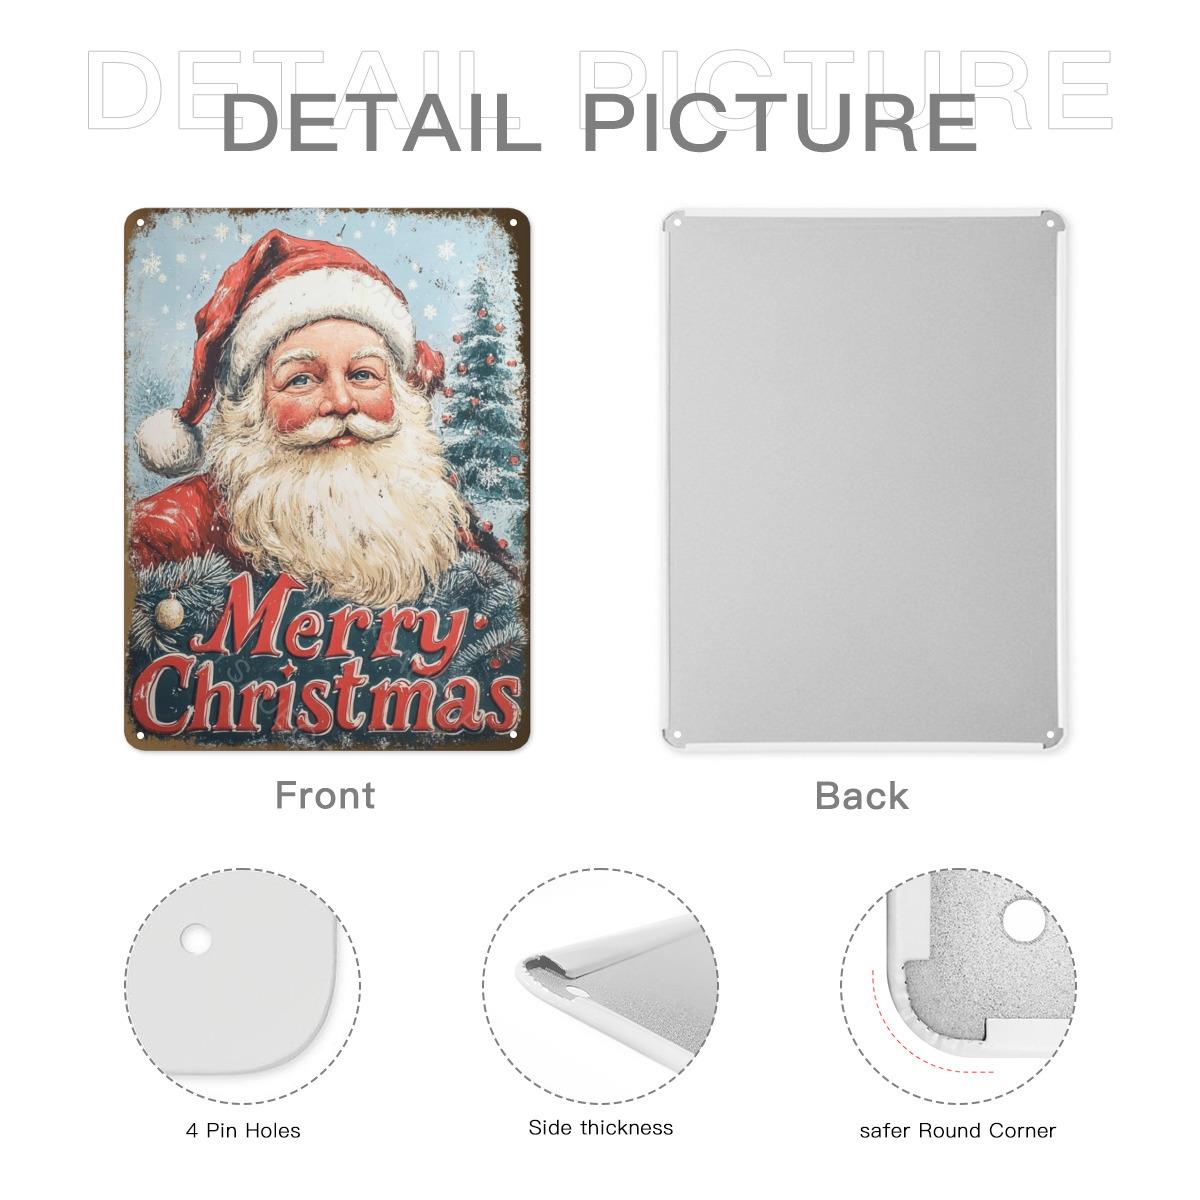 DETAIL PICTURE
DETAIL PICTURE
Merry
Christmas
Front
Back
4 Pin Holes
Side thickness
safer Round Corner